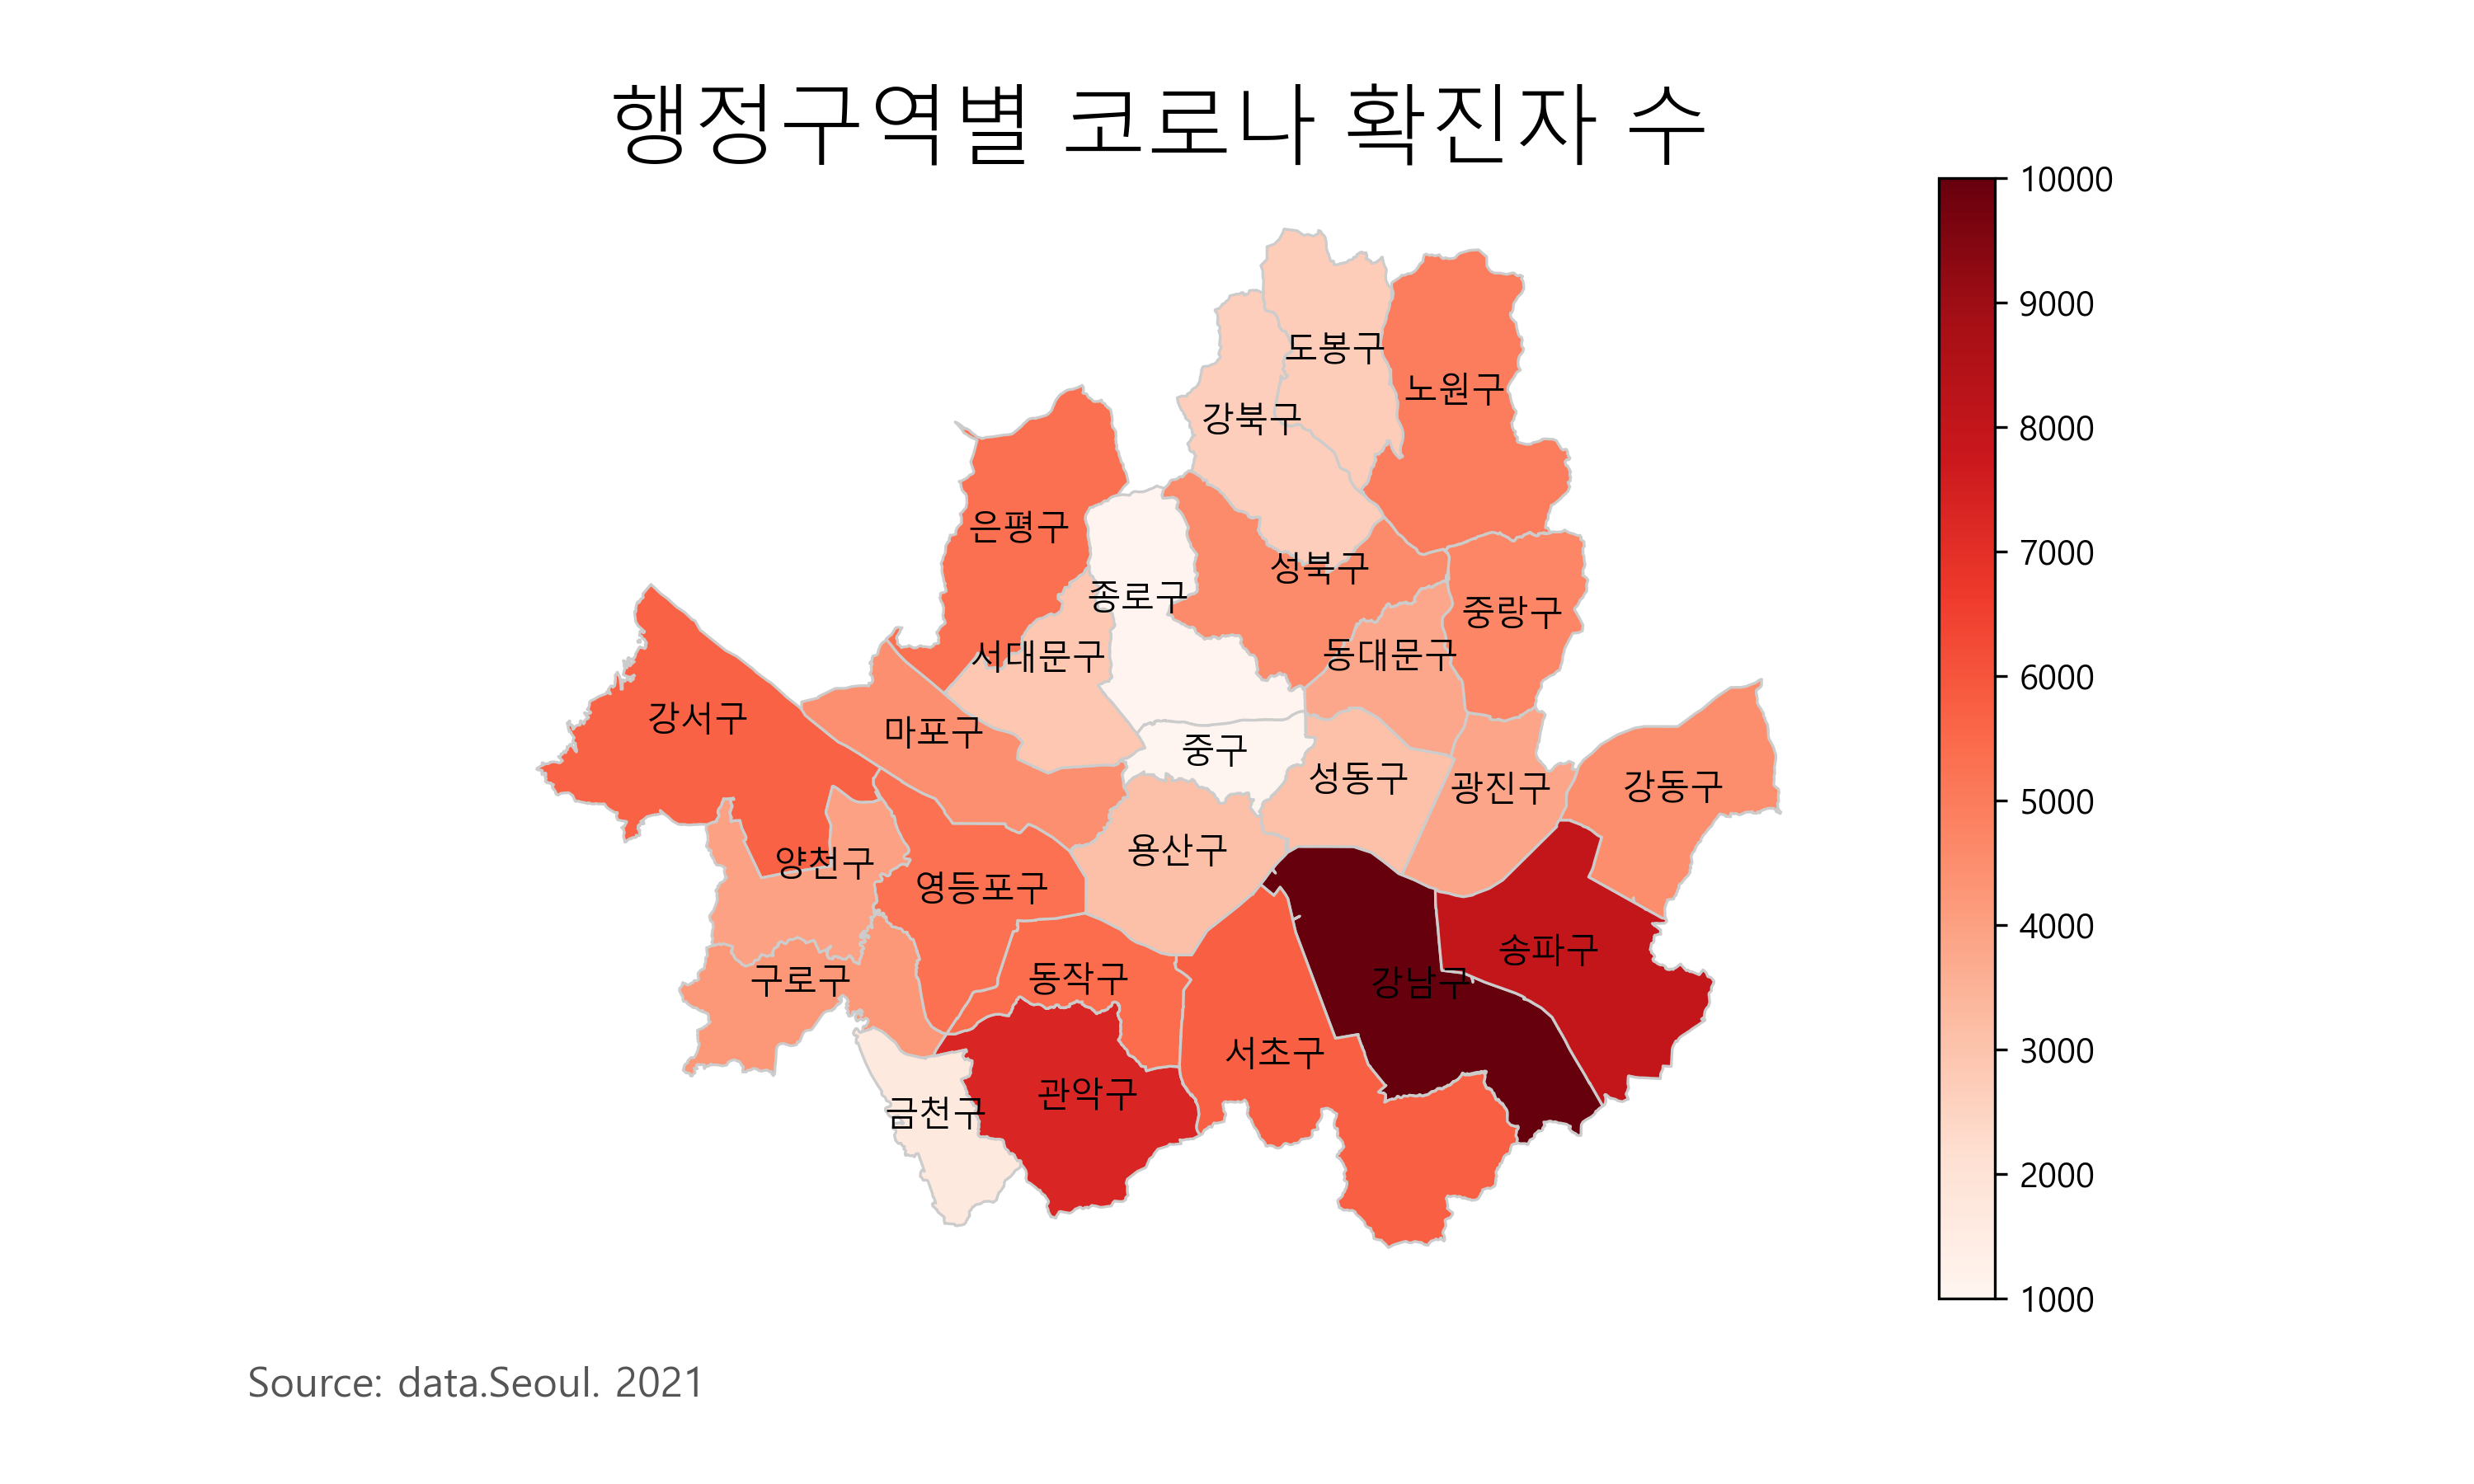 행정구역별 코로나 확진자 수
10000
9000
8000
7000
6000
5000
4000
3000
2000
1000
도봉구
노원구
강북구
은평구
성북구
종로구
중랑구
서대문구
동대문구
강서구
마포구
중구
성동구
광진구
강동구
양천구
용산구
영등포구
송파구
구로구
동작구
강남구
서초구
관악구
금천구
Source: data.Seoul. 2021